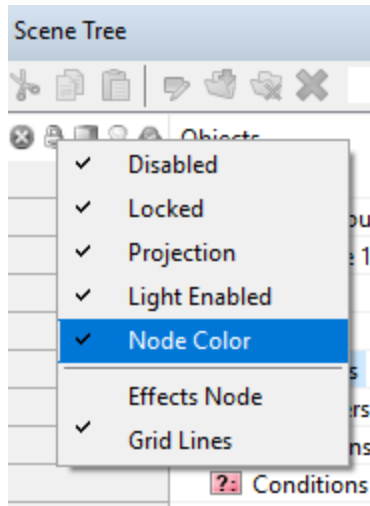 Scene Tree
Objects
Disabled
Locked
Projection
Light Enabled
Node Color
Effects Node
Grid Lines
?: Conditions